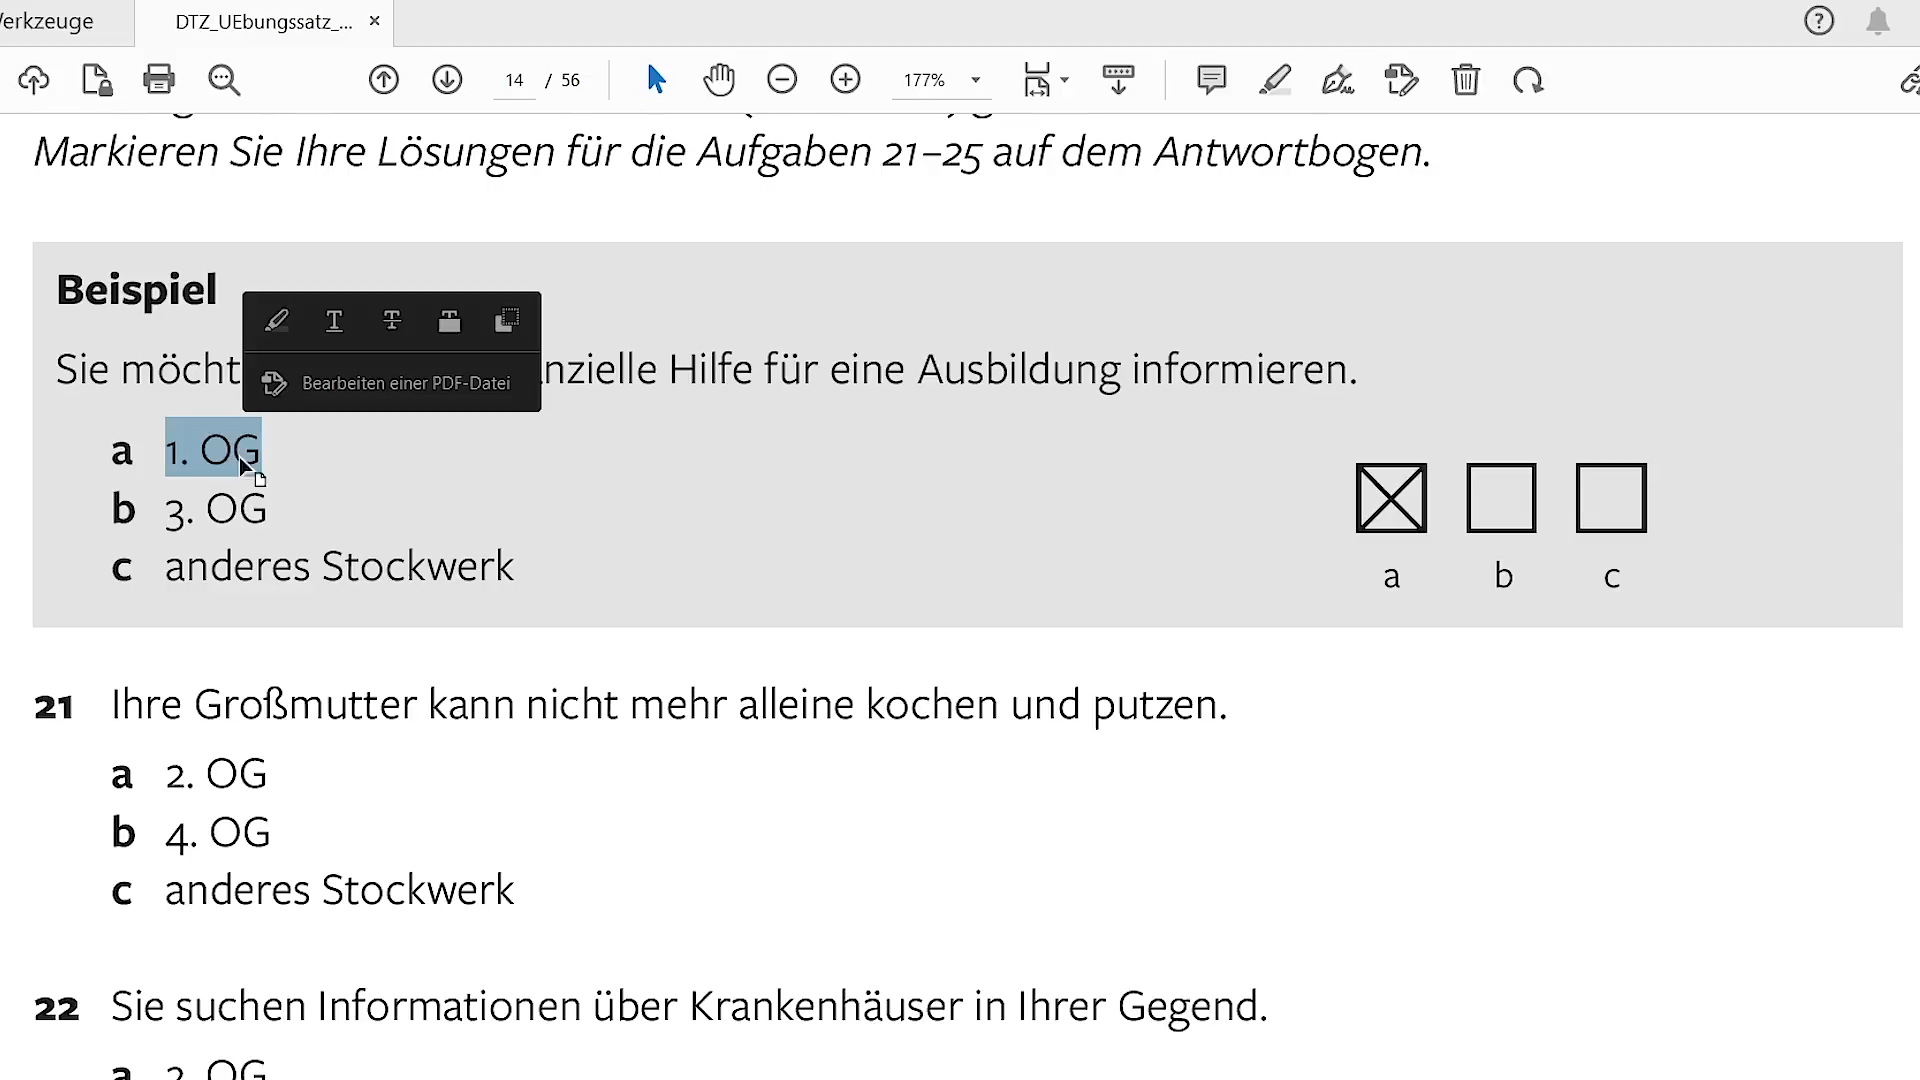 erkzeuge
DTZ_UEbungssatz_...
14 / 56
177%
Markieren Sie Ihre Lösungen für die Aufgaben 21–25 auf dem Antwortbogen.
Beispiel
Sie möcht nzielle Hilfe für eine Ausbildung informieren.
Bearbeiten einer PDF-Datei
a 1. OG
b 3. OG
c anderes Stockwerk
a b c
21 Ihre Großmutter kann nicht mehr alleine kochen und putzen.
a 2. OG
b 4. OG
c anderes Stockwerk
22 Sie suchen Informationen über Krankenhäuser in Ihrer Gegend.
a 2. OG